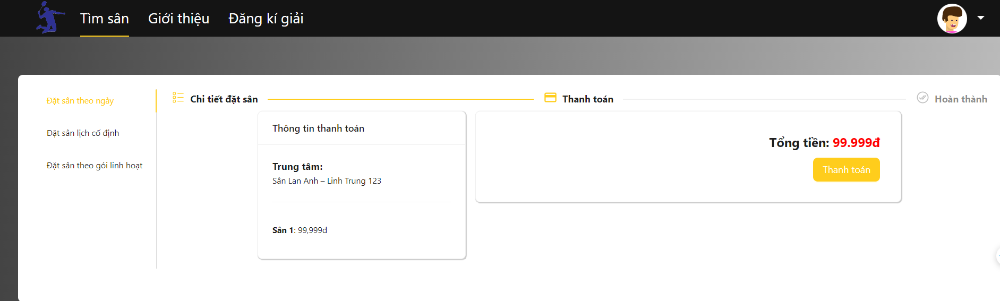 Tìm sân Giới thiệu Đăng kí giải
Đặt sân theo ngày
Đặt sân lịch cố định
Đặt sân theo gói linh hoạt
Chi tiết đặt sân Thanh toán Hoàn thành
Thông tin thanh toán
Trung tâm:
Sân Lan Anh – Linh Trung 123
Sân 1: 99,999đ
Tổng tiền: 99.999đ
Thanh toán